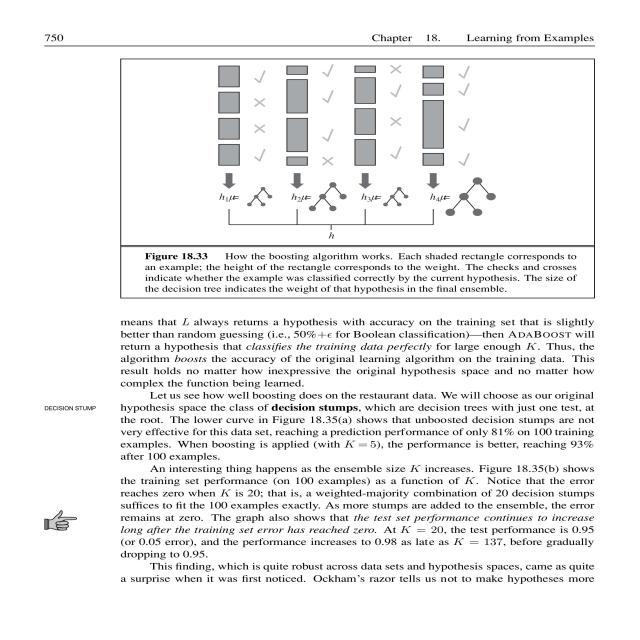 750 Chapter 18. Learning from Examples
h1µ= h2µ= h3µ= h4µ=
h
Figure 18.33 How the boosting algorithm works. Each shaded rectangle corresponds to
an example; the height of the rectangle corresponds to the weight. The checks and crosses
indicate whether the example was classified correctly by the current hypothesis. The size of
the decision tree indicates the weight of that hypothesis in the final ensemble.
means that L always returns a hypothesis with accuracy on the training set that is slightly
better than random guessing (i.e., 50%+ϵ for Boolean classification)—then ADABOOST will
return a hypothesis that classifies the training data perfectly for large enough K. Thus, the
algorithm boosts the accuracy of the original learning algorithm on the training data. This
result holds no matter how inexpressive the original hypothesis space and no matter how
complex the function being learned.
Let us see how well boosting does on the restaurant data. We will choose as our original
DECISION STUMP hypothesis space the class of decision stumps, which are decision trees with just one test, at
the root. The lower curve in Figure 18.35(a) shows that unboosted decision stumps are not
very effective for this data set, reaching a prediction performance of only 81% on 100 training
examples. When boosting is applied (with K = 5), the performance is better, reaching 93%
after 100 examples.
An interesting thing happens as the ensemble size K increases. Figure 18.35(b) shows
the training set performance (on 100 examples) as a function of K. Notice that the error
reaches zero when K is 20; that is, a weighted-majority combination of 20 decision stumps
suffices to fit the 100 examples exactly. As more stumps are added to the ensemble, the error
remains at zero. The graph also shows that the test set performance continues to increase
long after the training set error has reached zero. At K = 20, the test performance is 0.95
(or 0.05 error), and the performance increases to 0.98 as late as K = 137, before gradually
dropping to 0.95.
This finding, which is quite robust across data sets and hypothesis spaces, came as quite
a surprise when it was first noticed. Ockham's razor tells us not to make hypotheses more